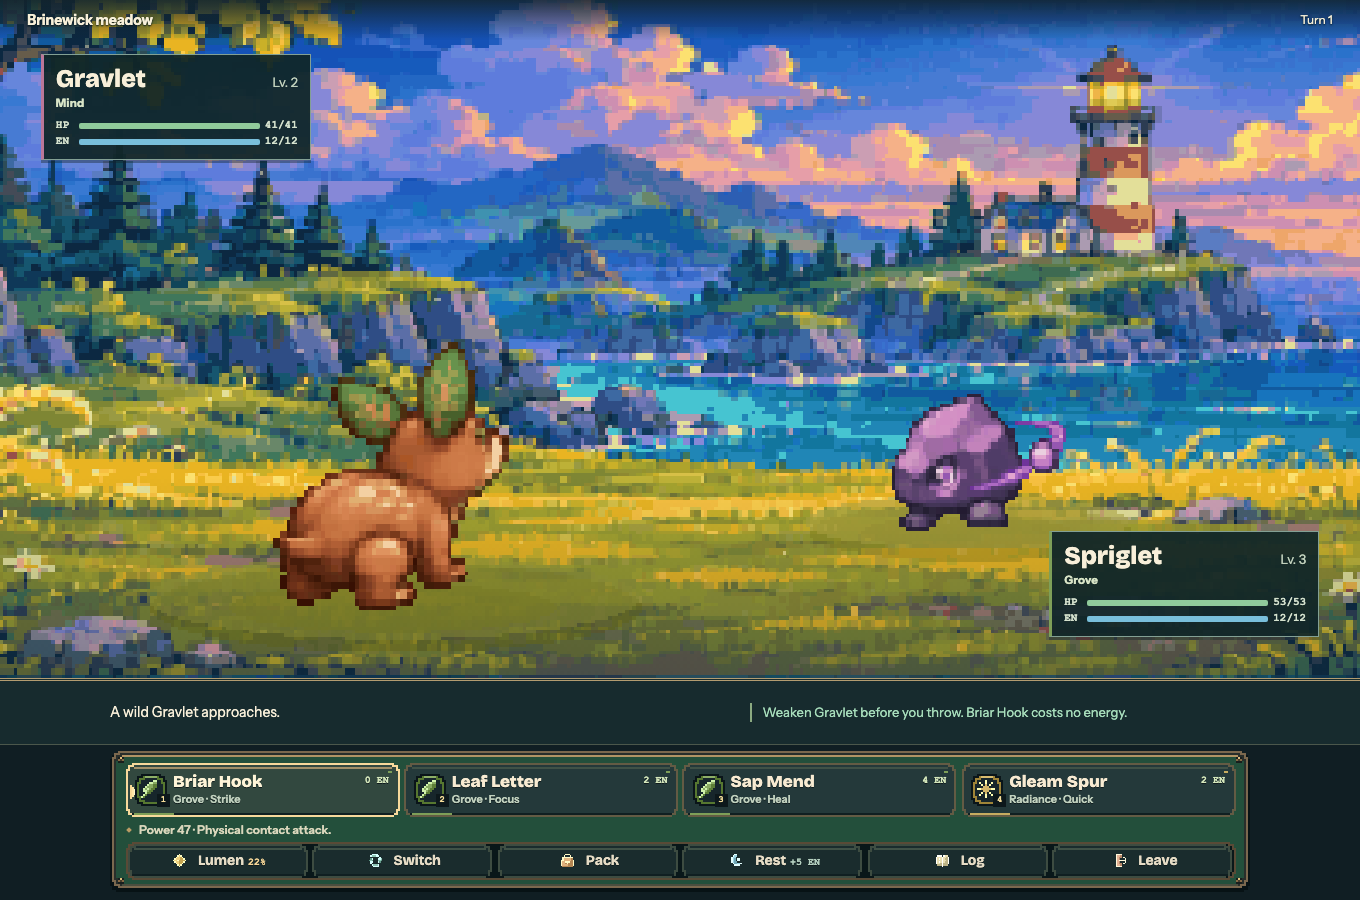 Brinewick meadow
Turn 1
Gravlet Lv. 2
Mind
HP 41/41
EN 12/12
Spriglet Lv. 3
Grove
HP 53/53
EN 12/12
A wild Gravlet approaches.
Weaken Gravlet before you throw. Briar Hook costs no energy.
Briar Hook 0 EN
1 Grove·Strike
Leaf Letter 2 EN
2 Grove·Focus
Sap Mend 4 EN
3 Grove·Heal
Gleam Spur 2 EN
4 Radiance·Quick
Power 47·Physical contact attack.
Lumen 22%
Switch
Pack
Rest +5 EN
Log
Leave